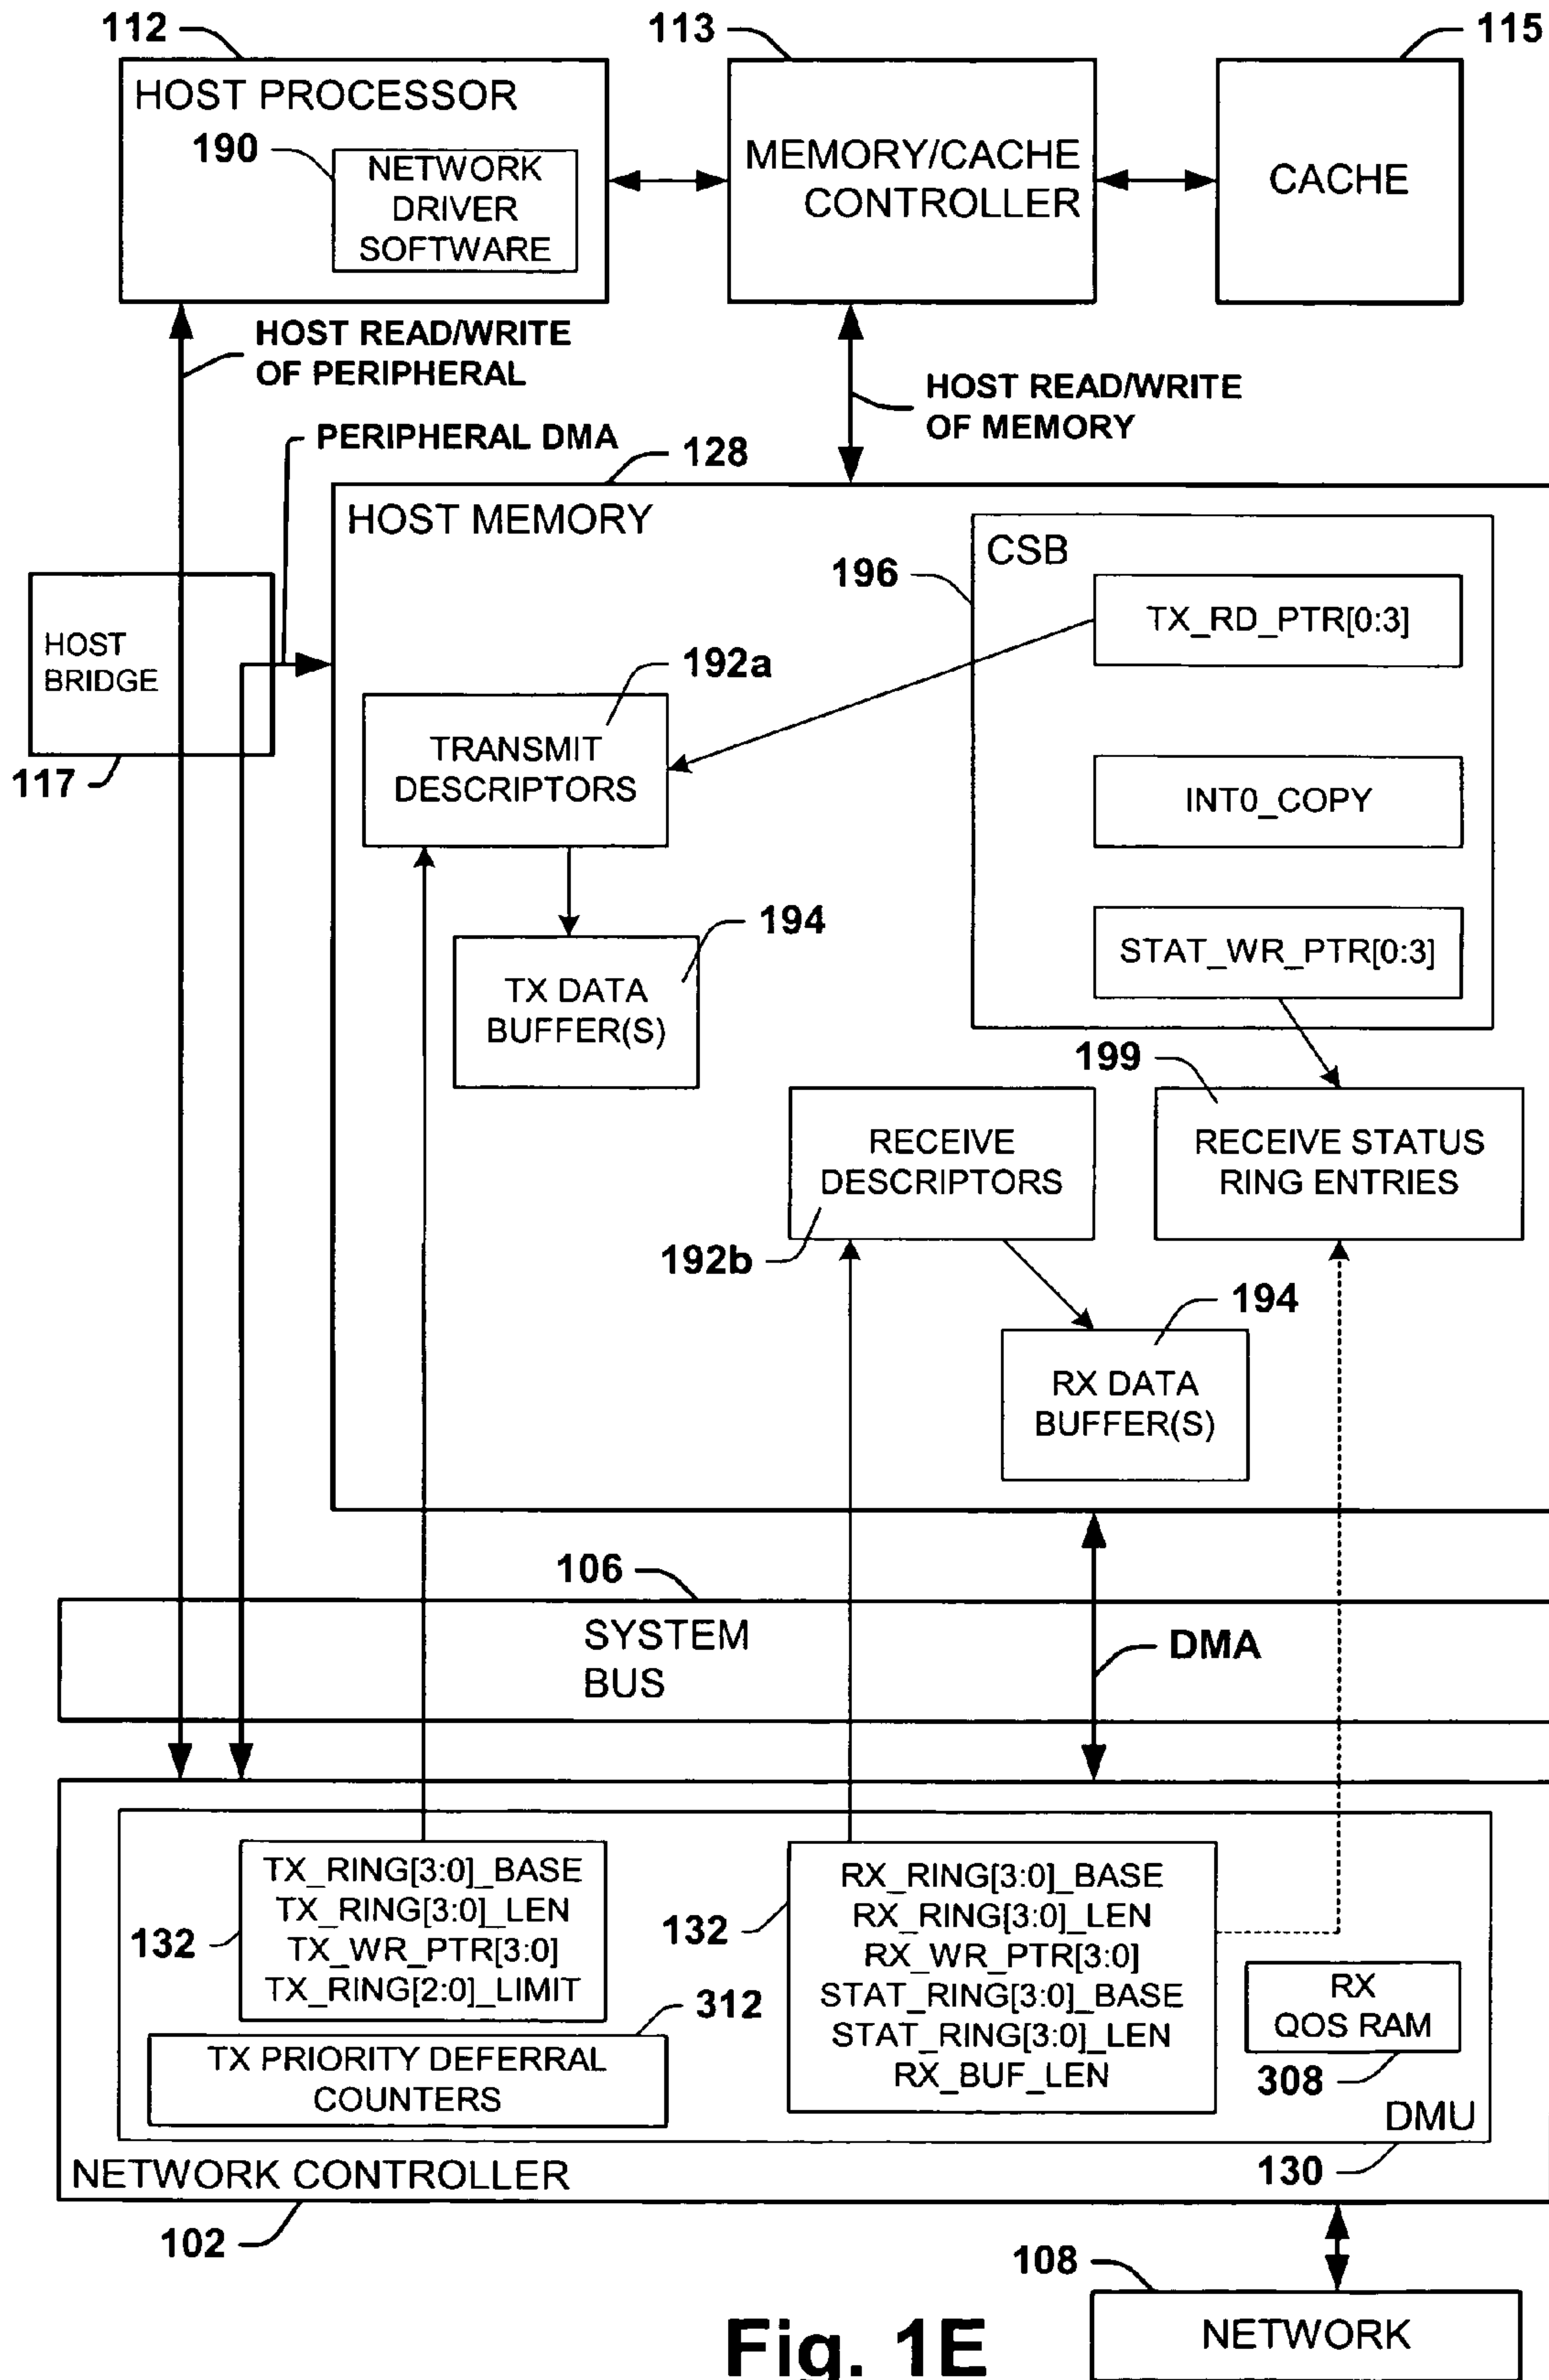 112
113
115
HOST PROCESSOR
190
NETWORK
DRIVER
SOFTWARE
MEMORY/CACHE
CONTROLLER
CACHE
HOST READ/WRITE
OF PERIPHERAL
HOST READ/WRITE
OF MEMORY
PERIPHERAL DMA
128
HOST MEMORY
CSB
196
TX_RD_PTR[0:3]
HOST
BRIDGE
117
192a
TRANSMIT
DESCRIPTORS
INT0_COPY
194
TX DATA
BUFFER(S)
STAT_WR_PTR[0:3]
199
RECEIVE
DESCRIPTORS
192b
RECEIVE STATUS
RING ENTRIES
194
RX DATA
BUFFER(S)
106
SYSTEM
BUS
DMA
TX_RING[3:0]_BASE
TX_RING[3:0]_LEN
TX_WR_PTR[3:0]
TX_RING[2:0]_LIMIT
132
132
RX_RING[3:0]_BASE
RX_RING[3:0]_LEN
RX_WR_PTR[3:0]
STAT_RING[3:0]_BASE
STAT_RING[3:0]_LEN
RX_BUF_LEN
312
TX PRIORITY DEFERRAL
COUNTERS
RX
QOS RAM
308
DMU
130
NETWORK CONTROLLER
102
108
NETWORK
Fig. 1E